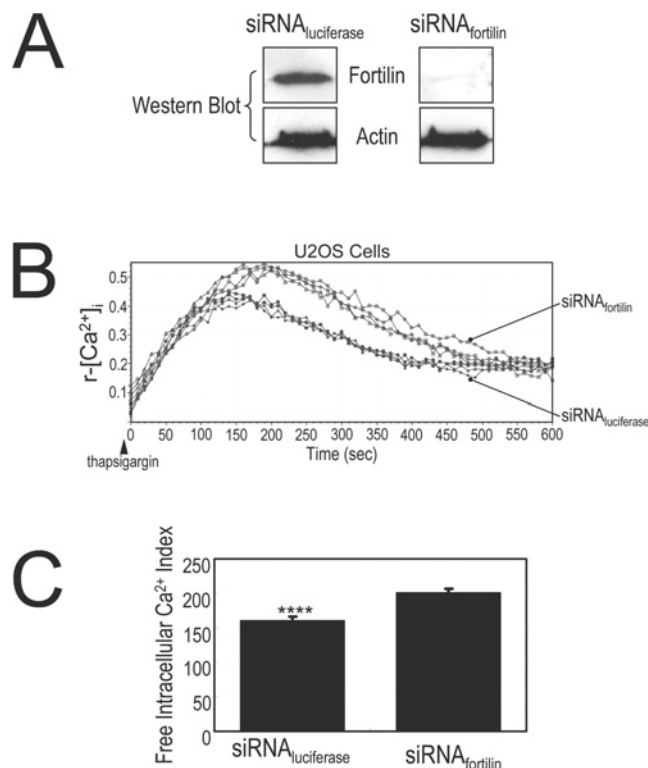 A
siRNAluciferase siRNAfortilin
Western Blot
Fortilin
Actin
B
U2OS Cells
r-[Ca2+]i
0.5
0.4
0.3
0.2
0.1
0 50 100 150 200 250 300 350 400 450 500 550 600
Time (sec)
thapsigargin
siRNAfortilin
siRNAluciferase
C
Free Intracellular Ca2+ Index
250
200
150
100
50
0
****
siRNAluciferase siRNAfortilin